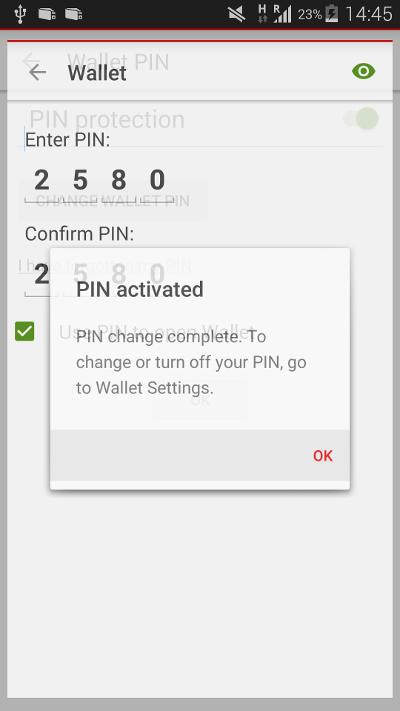 H R 23% 14:45
Wallet PIN
Wallet
PIN protection
Enter PIN:
2 5 8 0
CHANGE WALLET PIN
Confirm PIN:
2 5 8 0
PIN activated
Use PIN to open Wallet
PIN change complete. To
change or turn off your PIN, go
to Wallet Settings.
OK
OK